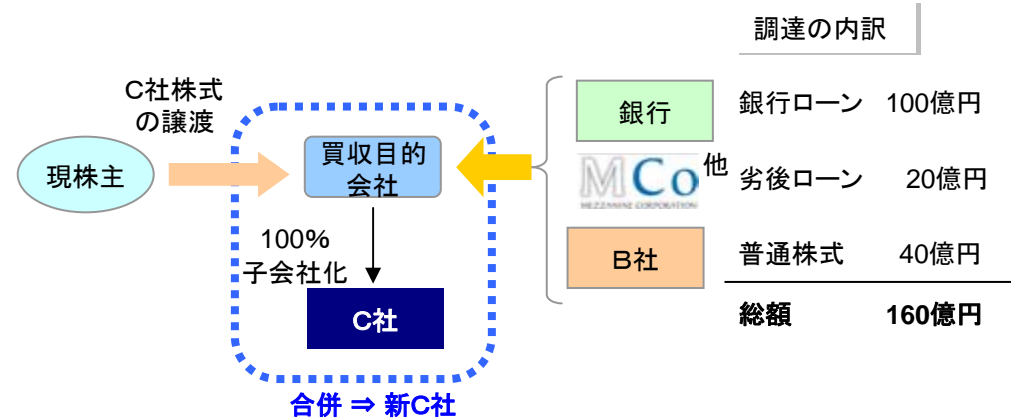 調達の内訳
C社株式
の譲渡
現株主
買収目的
会社
100%
子会社化
C社
合併 ⇒ 新C社
銀行
銀行ローン 100億円
MCo 他
MEZZANINE CORPORATION
劣後ローン 20億円
B社
普通株式 40億円
総額 160億円